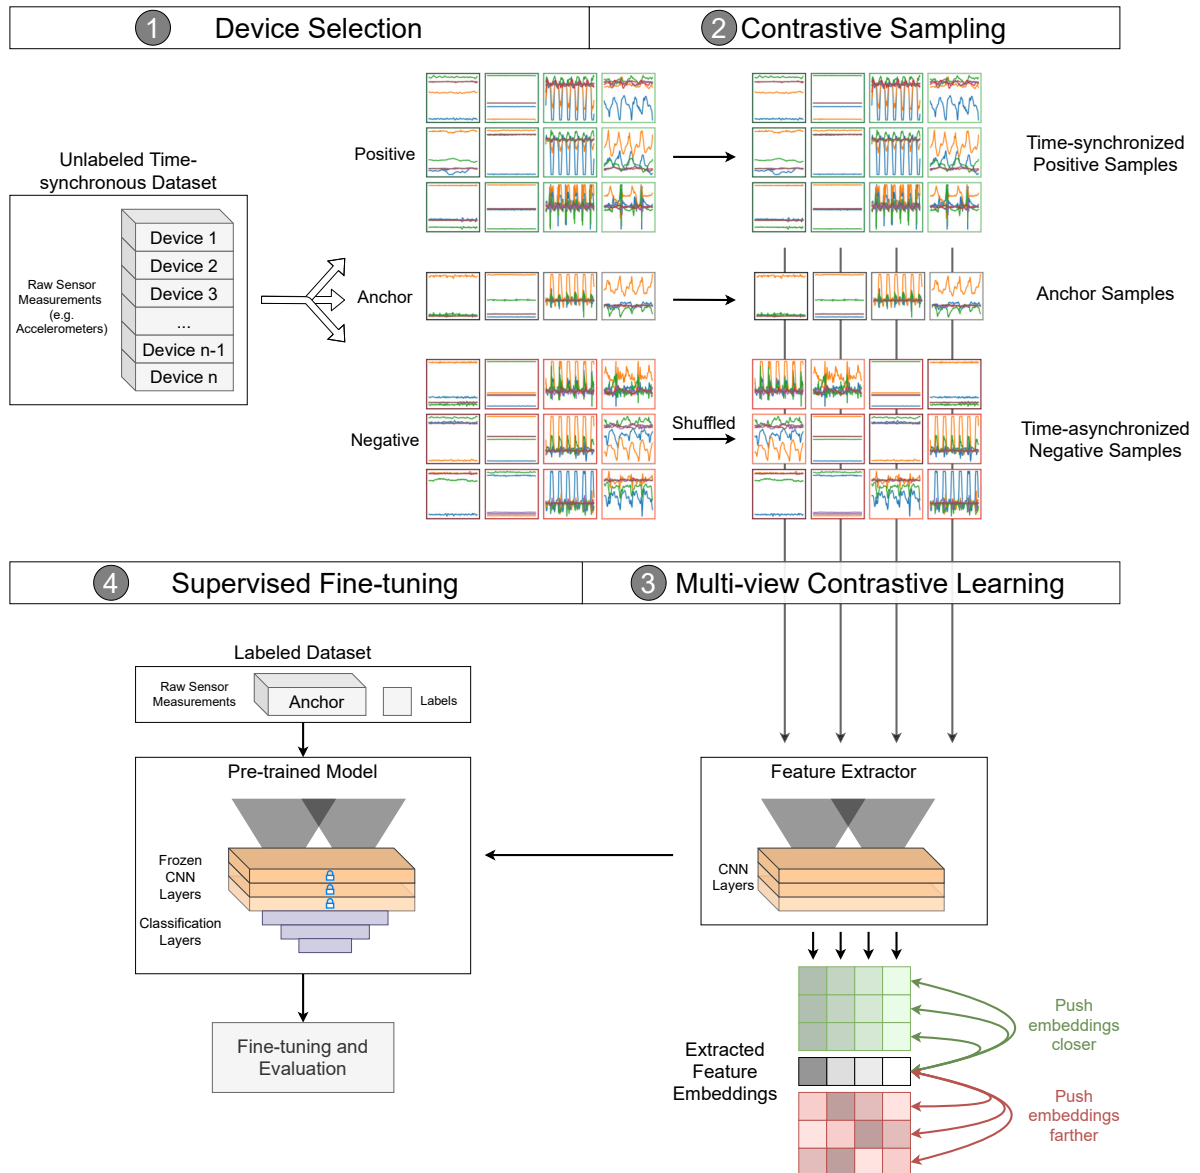 1 Device Selection
2 Contrastive Sampling
Unlabeled Time-
synchronous Dataset
Raw Sensor
Measurements
(e.g.
Accelerometers)
Device 1
Device 2
Device 3
...
Device n-1
Device n
Positive
Anchor
Negative
Shuffled
Time-synchronized
Positive Samples
Anchor Samples
Time-asynchronized
Negative Samples
4 Supervised Fine-tuning
3 Multi-view Contrastive Learning
Labeled Dataset
Raw Sensor
Measurements
Anchor
Labels
Pre-trained Model
Frozen
CNN
Layers
Classification
Layers
Fine-tuning and
Evaluation
Feature Extractor
CNN
Layers
Extracted
Feature
Embeddings
Push
embeddings
closer
Push
embeddings
farther